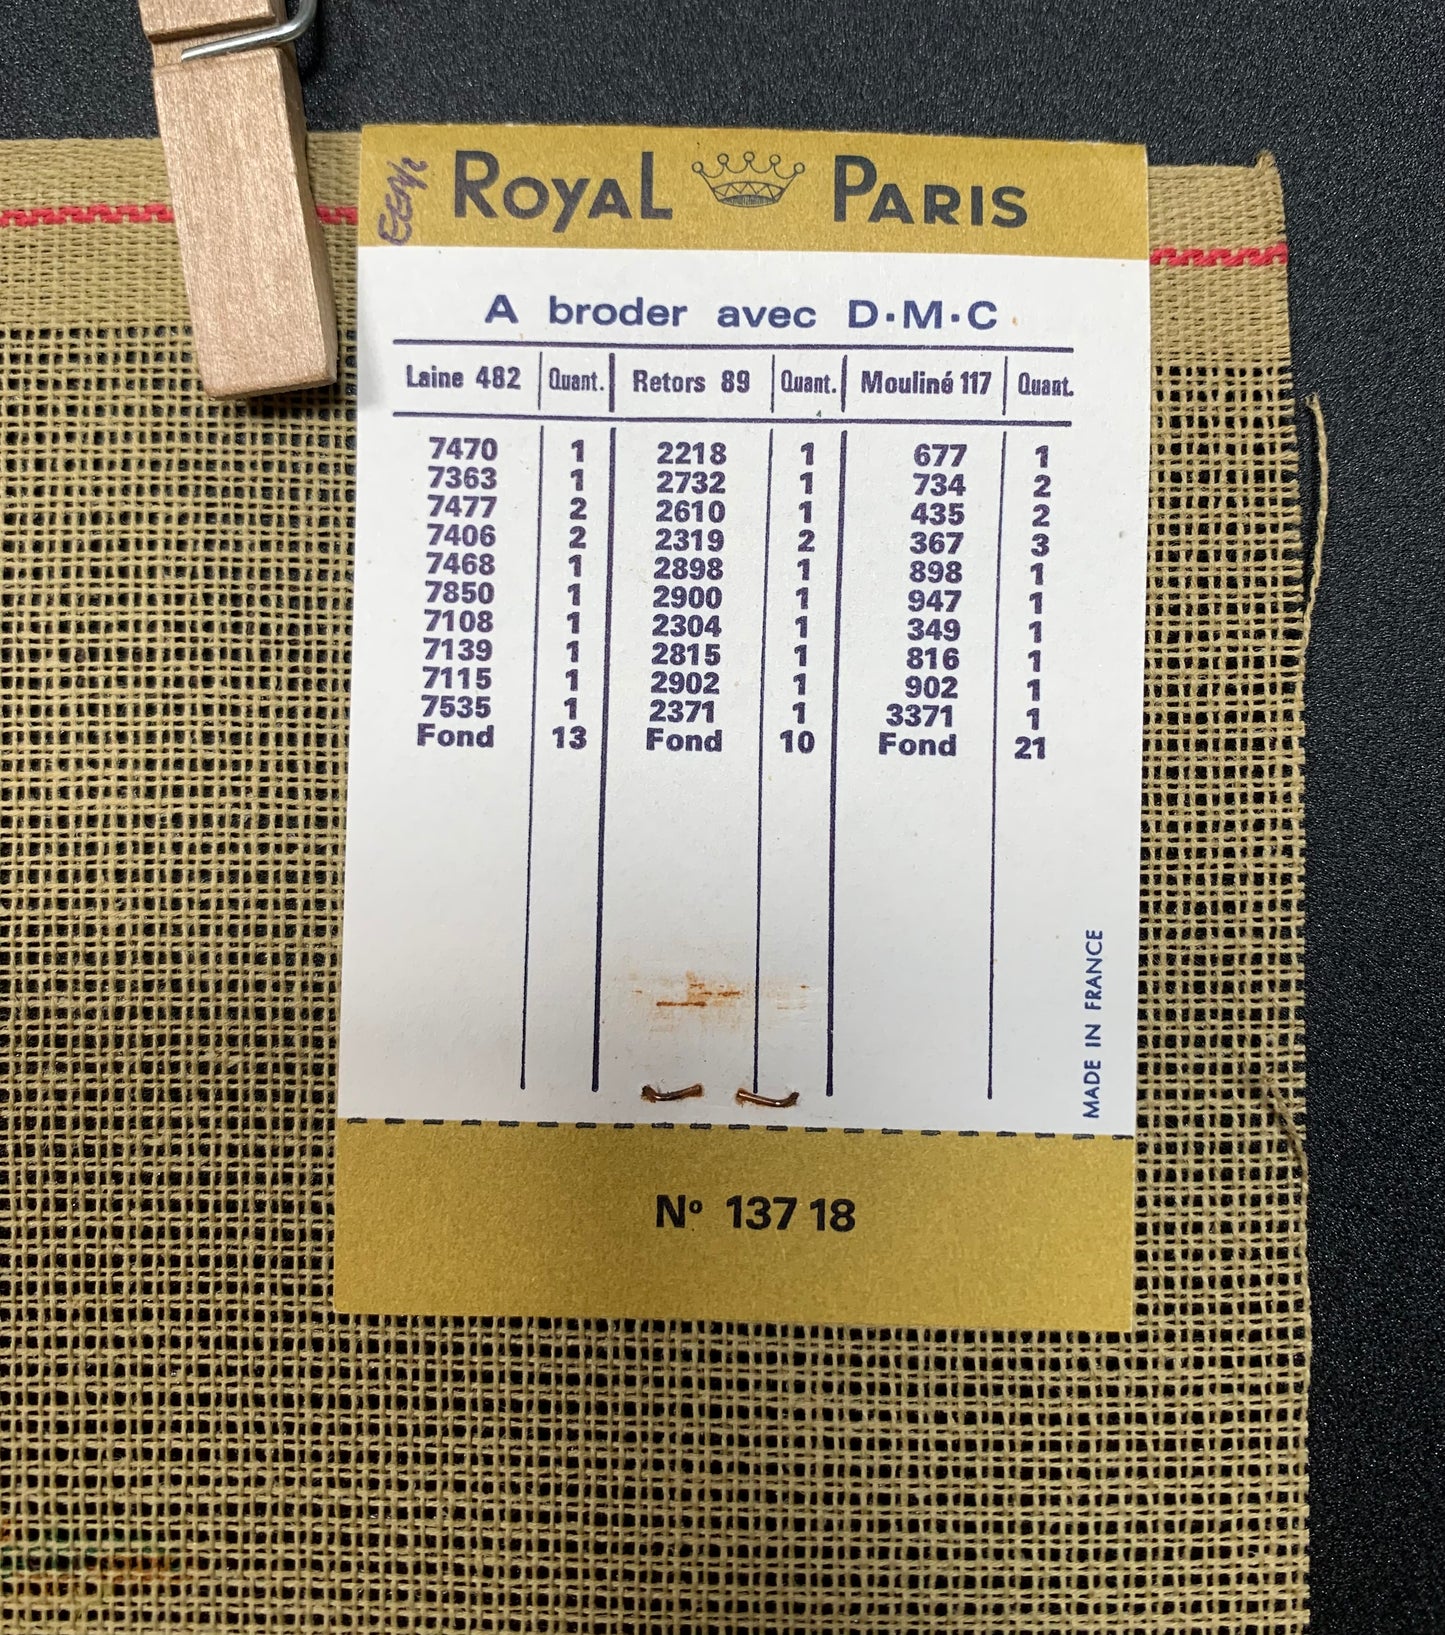 ROYAL PARIS
A broder avec D·M·C
Laine 482 Quant. Retors 89 Quant. Mouliné 117 Quant.
7470 1 2218 1 677 1
7363 1 2732 1 734 2
7477 2 2610 1 435 2
7406 2 2319 2 367 3
7468 1 2898 1 898 1
7850 1 2900 1 947 1
7108 1 2304 1 349 1
7139 1 2815 1 816 1
7115 1 2902 1 902 1
7535 1 2371 1 3371 1
Fond 13 Fond 10 Fond 21
MADE IN FRANCE
Nº 137 18